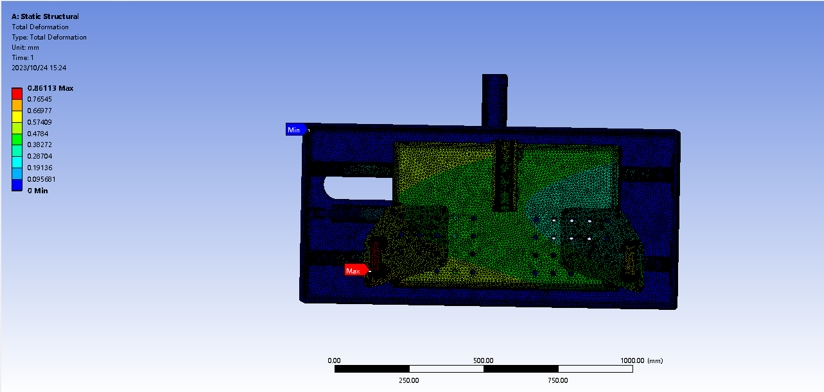 A: Static Structural
Total Deformation
Type: Total Deformation
Unit: mm
Time: 1
2023/10/24 15:24
0.86113 Max
0.76545
0.66977
0.57409
0.4784
0.38272
0.28704
0.19136
0.095681
0 Min
Min
Max
0.00
500.00
1000.00 (mm)
250.00
750.00